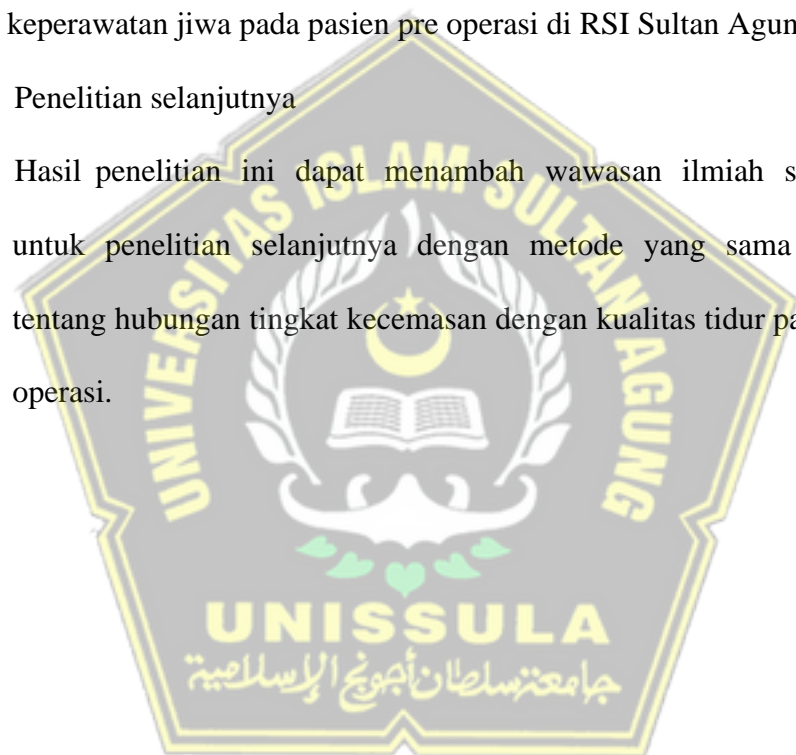 keperawatan jiwa pada pasien pre operasi di RSI Sultan Agun
Penelitian selanjutnya
Hasil penelitian ini dapat menambah wawasan ilmiah s
untuk penelitian selanjutnya dengan metode yang sama
tentang hubungan tingkat kecemasan dengan kualitas tidur pa
operasi.
UNIVERSITAS ISLAM SULTAN AGUNG
UNISSULA
جامعة سلطان أجونج الإسلامية